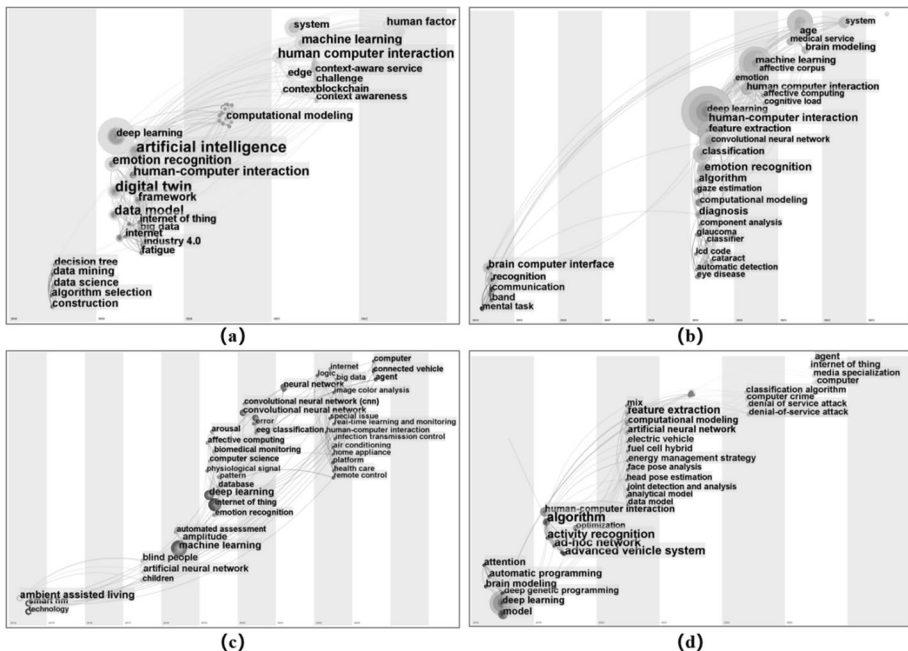 system
human factor
machine learning
human computer interaction
edge
context-aware service
challenge
context
blockchain
context awareness
computational modeling
deep learning
artificial intelligence
emotion recognition
human-computer interaction
digital twin
framework
data model
internet of thing
big data
internet
industry 4.0
fatigue
decision tree
data mining
data science
algorithm selection
construction
(a)
system
age
medical service
brain modeling
machine learning
affective corpus
emotion
human computer interaction
affective computing
cognitive load
deep learning
human-computer interaction
feature extraction
convolutional neural network
classification
emotion recognition
algorithm
gaze estimation
computational modeling
diagnosis
component analysis
glaucoma
classifier
icd code
cataract
automatic detection
eye disease
brain computer interface
recognition
communication
band
mental task
(b)
computer
internet
connected vehicle
logic
big data
agent
neural network
image color analysis
convolutional neural network (cnn)
convolutional neural network
special issue
error
real-time learning and monitoring
arousal
eeg classification
human-computer interaction
affective computing
infection transmission control
biomedical monitoring
air conditioning
home appliance
computer science
platform
physiological signal
health care
pattern
remote control
database
deep learning
internet of thing
emotion recognition
automated assessment
amplitude
machine learning
blind people
artificial neural network
children
ambient assisted living
technology
(c)
agent
internet of thing
media specialization
computer
classification algorithm
computer crime
denial of service attack
denial-of-service attack
mix
feature extraction
computational modeling
artificial neural network
electric vehicle
fuel cell hybrid
energy management strategy
face pose analysis
head pose estimation
joint detection and analysis
analytical model
data model
human-computer interaction
algorithm
optimization
activity recognition
ad-hoc network
advanced vehicle system
attention
automatic programming
brain modeling
deep genetic programming
deep learning
model
(d)